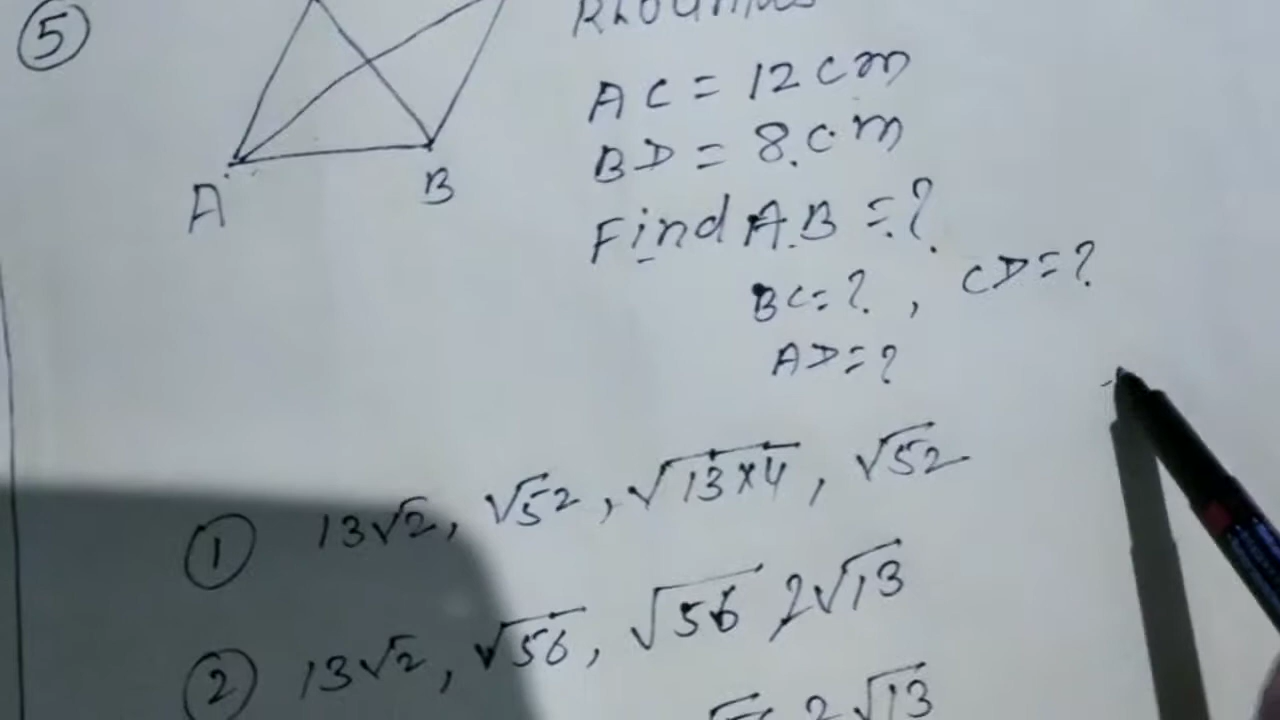 5
AC = 12 cm
BD = 8 cm
A B
Find AB = ?
BC = ? , CD = ?
AD = ?
1 13√2, √52, √13×4, √52
2 13√2, √56, √56 2√13
2√13